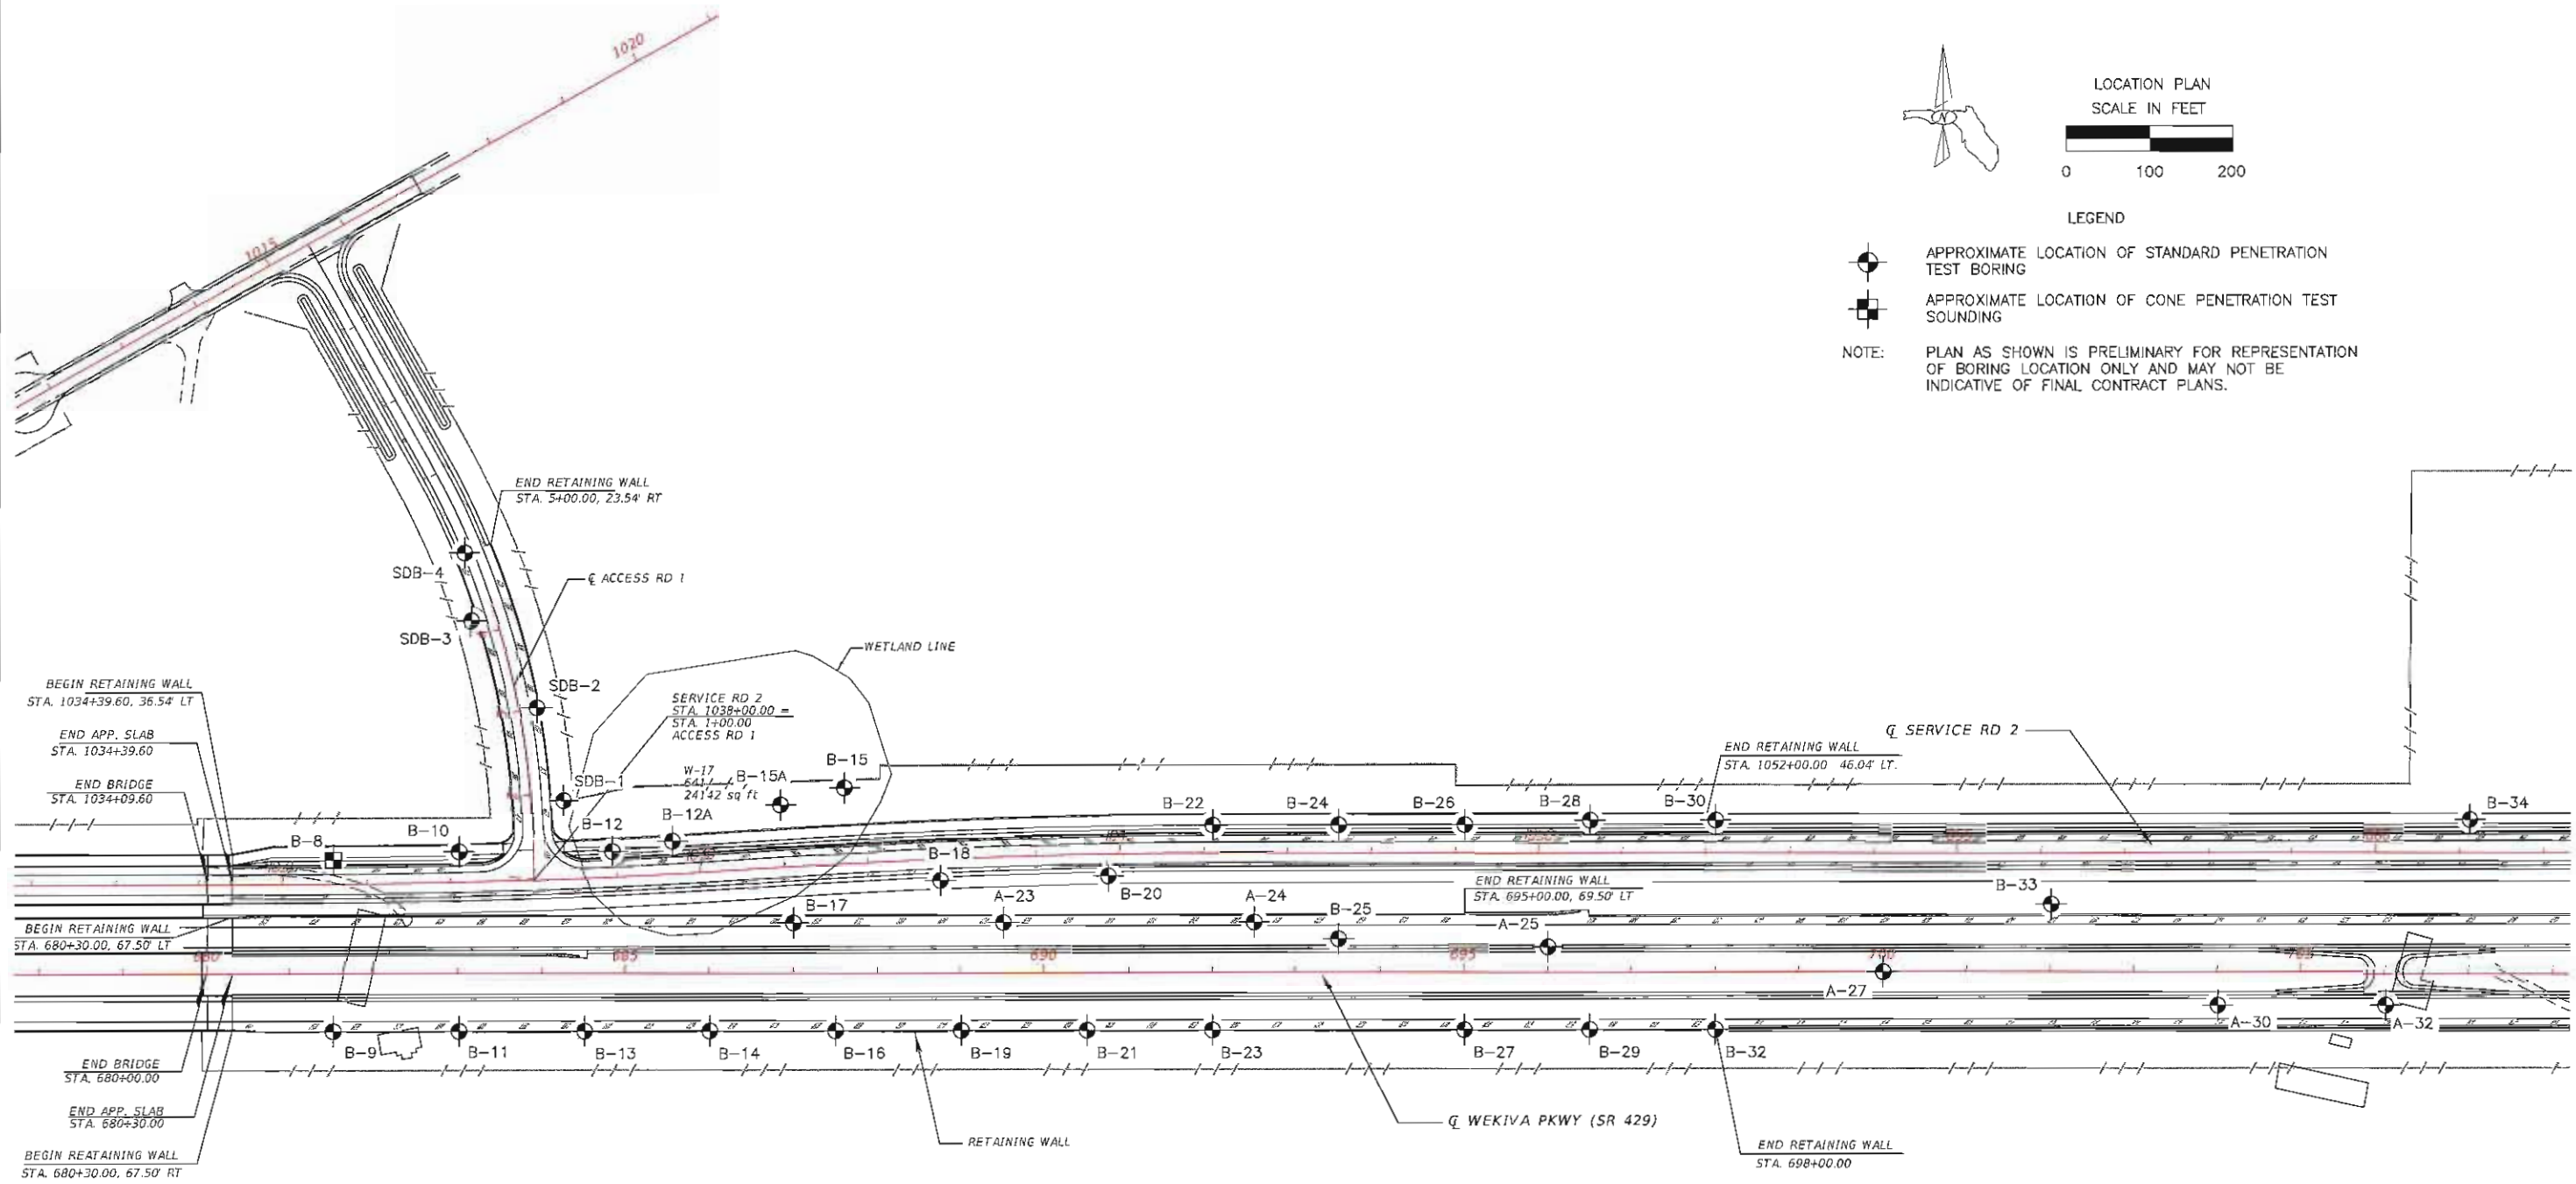 1020
LOCATION PLAN
SCALE IN FEET
N
0 100 200
LEGEND
APPROXIMATE LOCATION OF STANDARD PENETRATION
TEST BORING
APPROXIMATE LOCATION OF CONE PENETRATION TEST
SOUNDING
NOTE: PLAN AS SHOWN IS PRELIMINARY FOR REPRESENTATION
OF BORING LOCATION ONLY AND MAY NOT BE
INDICATIVE OF FINAL CONTRACT PLANS.
1015
END RETAINING WALL
STA. 5+00.00, 23.54' RT
SDB-4
℄ ACCESS RD 1
SDB-3
WETLAND LINE
SDB-2
BEGIN RETAINING WALL
STA. 1034+39.60, 36.54' LT
SERVICE RD 2
STA. 1038+00.00 =
STA. 1+00.00
ACCESS RD 1
END APP. SLAB
STA. 1034+39.60
END BRIDGE
STA. 1034+09.60
℄ SERVICE RD 2
END RETAINING WALL
STA. 1052+00.00 46.04' LT.
SDB-1
W-17
24142 sq ft
B-15A
B-15
B-8
B-10
B-12
B-12A
B-22
B-24
B-26
B-28
B-30
B-34
B-18
B-20
END RETAINING WALL
STA. 695+00.00, 69.50' LT
B-33
B-17
A-23
A-24
B-25
A-25
BEGIN RETAINING WALL
STA. 680+30.00, 67.50' LT
680
685
690
695
700
705
A-27
A-30
A-32
B-9
B-11
B-13
B-14
B-16
B-19
B-21
B-23
B-27
B-29
B-32
END BRIDGE
STA. 680+00.00
END APP. SLAB
STA. 680+30.00
BEGIN REATAINING WALL
STA. 680+30.00, 67.50' RT
RETAINING WALL
℄ WEKIVA PKWY (SR 429)
END RETAINING WALL
STA. 698+00.00